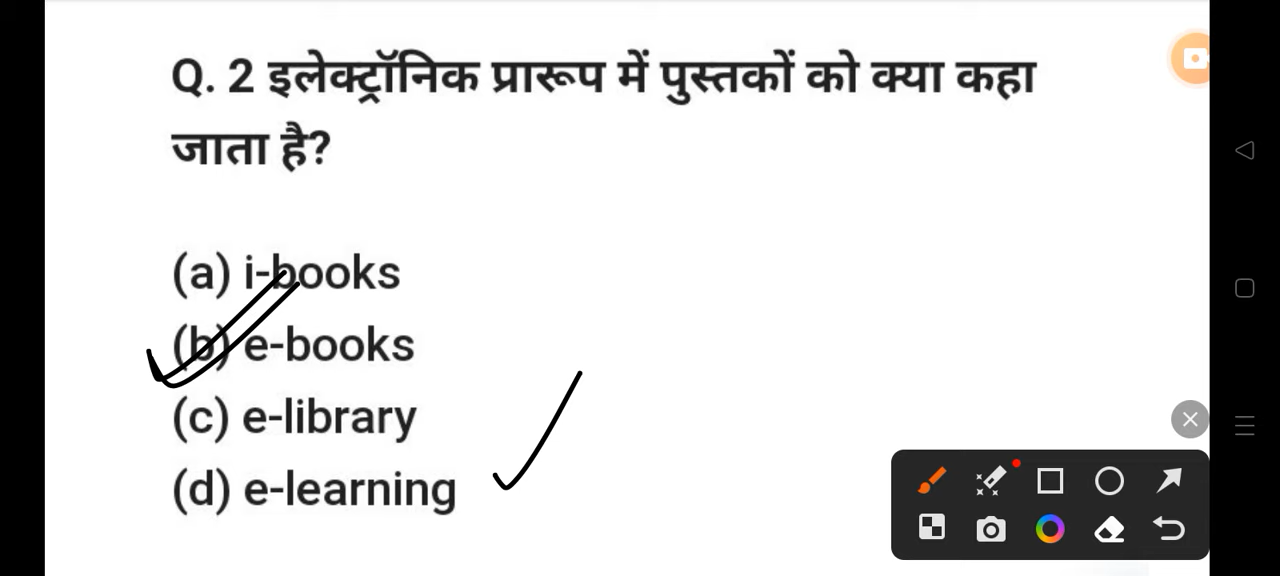 Q. 2 इलेक्ट्रॉनिक प्रारूप में पुस्तकों को क्या कहा
जाता है?
(a) i-books
(b) e-books
(c) e-library
(d) e-learning